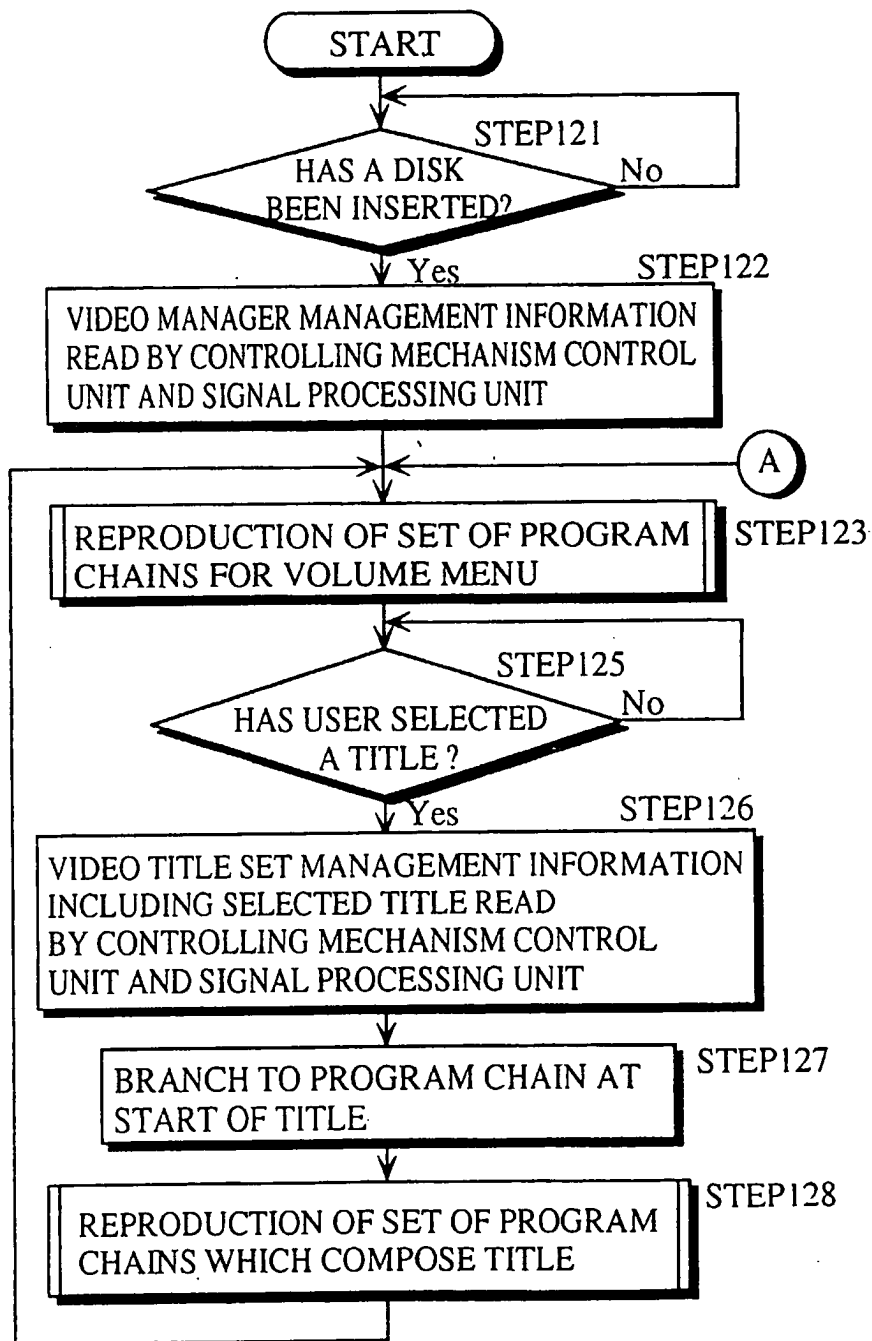 START
STEP121
HAS A DISK
BEEN INSERTED?
No
Yes
STEP122
VIDEO MANAGER MANAGEMENT INFORMATION
READ BY CONTROLLING MECHANISM CONTROL
UNIT AND SIGNAL PROCESSING UNIT
A
REPRODUCTION OF SET OF PROGRAM
CHAINS FOR VOLUME MENU
STEP123
STEP125
HAS USER SELECTED
A TITLE ?
No
Yes
STEP126
VIDEO TITLE SET MANAGEMENT INFORMATION
INCLUDING SELECTED TITLE READ
BY CONTROLLING MECHANISM CONTROL
UNIT AND SIGNAL PROCESSING UNIT
STEP127
BRANCH TO PROGRAM CHAIN AT
START OF TITLE
STEP128
REPRODUCTION OF SET OF PROGRAM
CHAINS WHICH COMPOSE TITLE